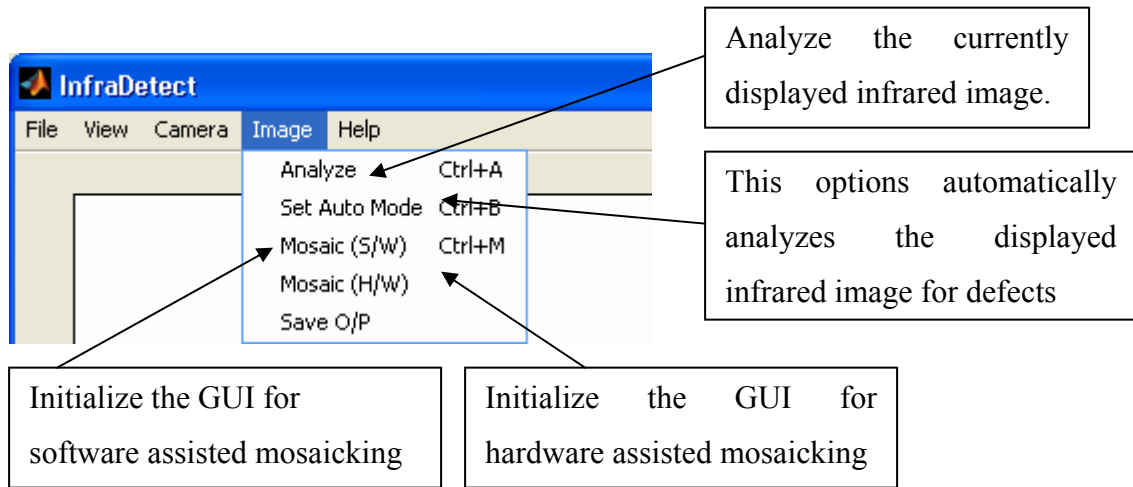 Analyze the currently
displayed infrared image.
InfraDetect
File View Camera Image Help
Analyze Ctrl+A
Set Auto Mode Ctrl+B
Mosaic (S/W) Ctrl+M
Mosaic (H/W)
Save O/P
This options automatically
analyzes the displayed
infrared image for defects
Initialize the GUI for
software assisted mosaicking
Initialize the GUI for
hardware assisted mosaicking